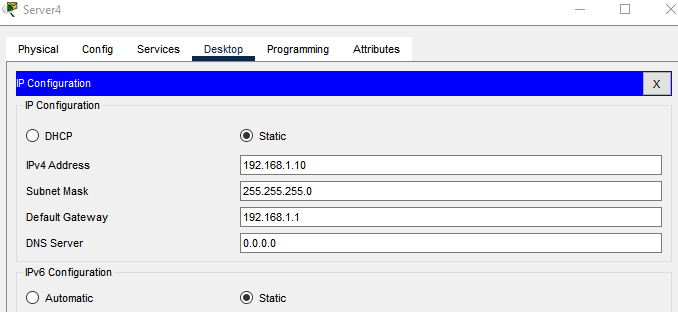 Server4
Physical Config Services Desktop Programming Attributes
IP Configuration X
IP Configuration
DHCP Static
IPv4 Address 192.168.1.10
Subnet Mask 255.255.255.0
Default Gateway 192.168.1.1
DNS Server 0.0.0.0
IPv6 Configuration
Automatic Static